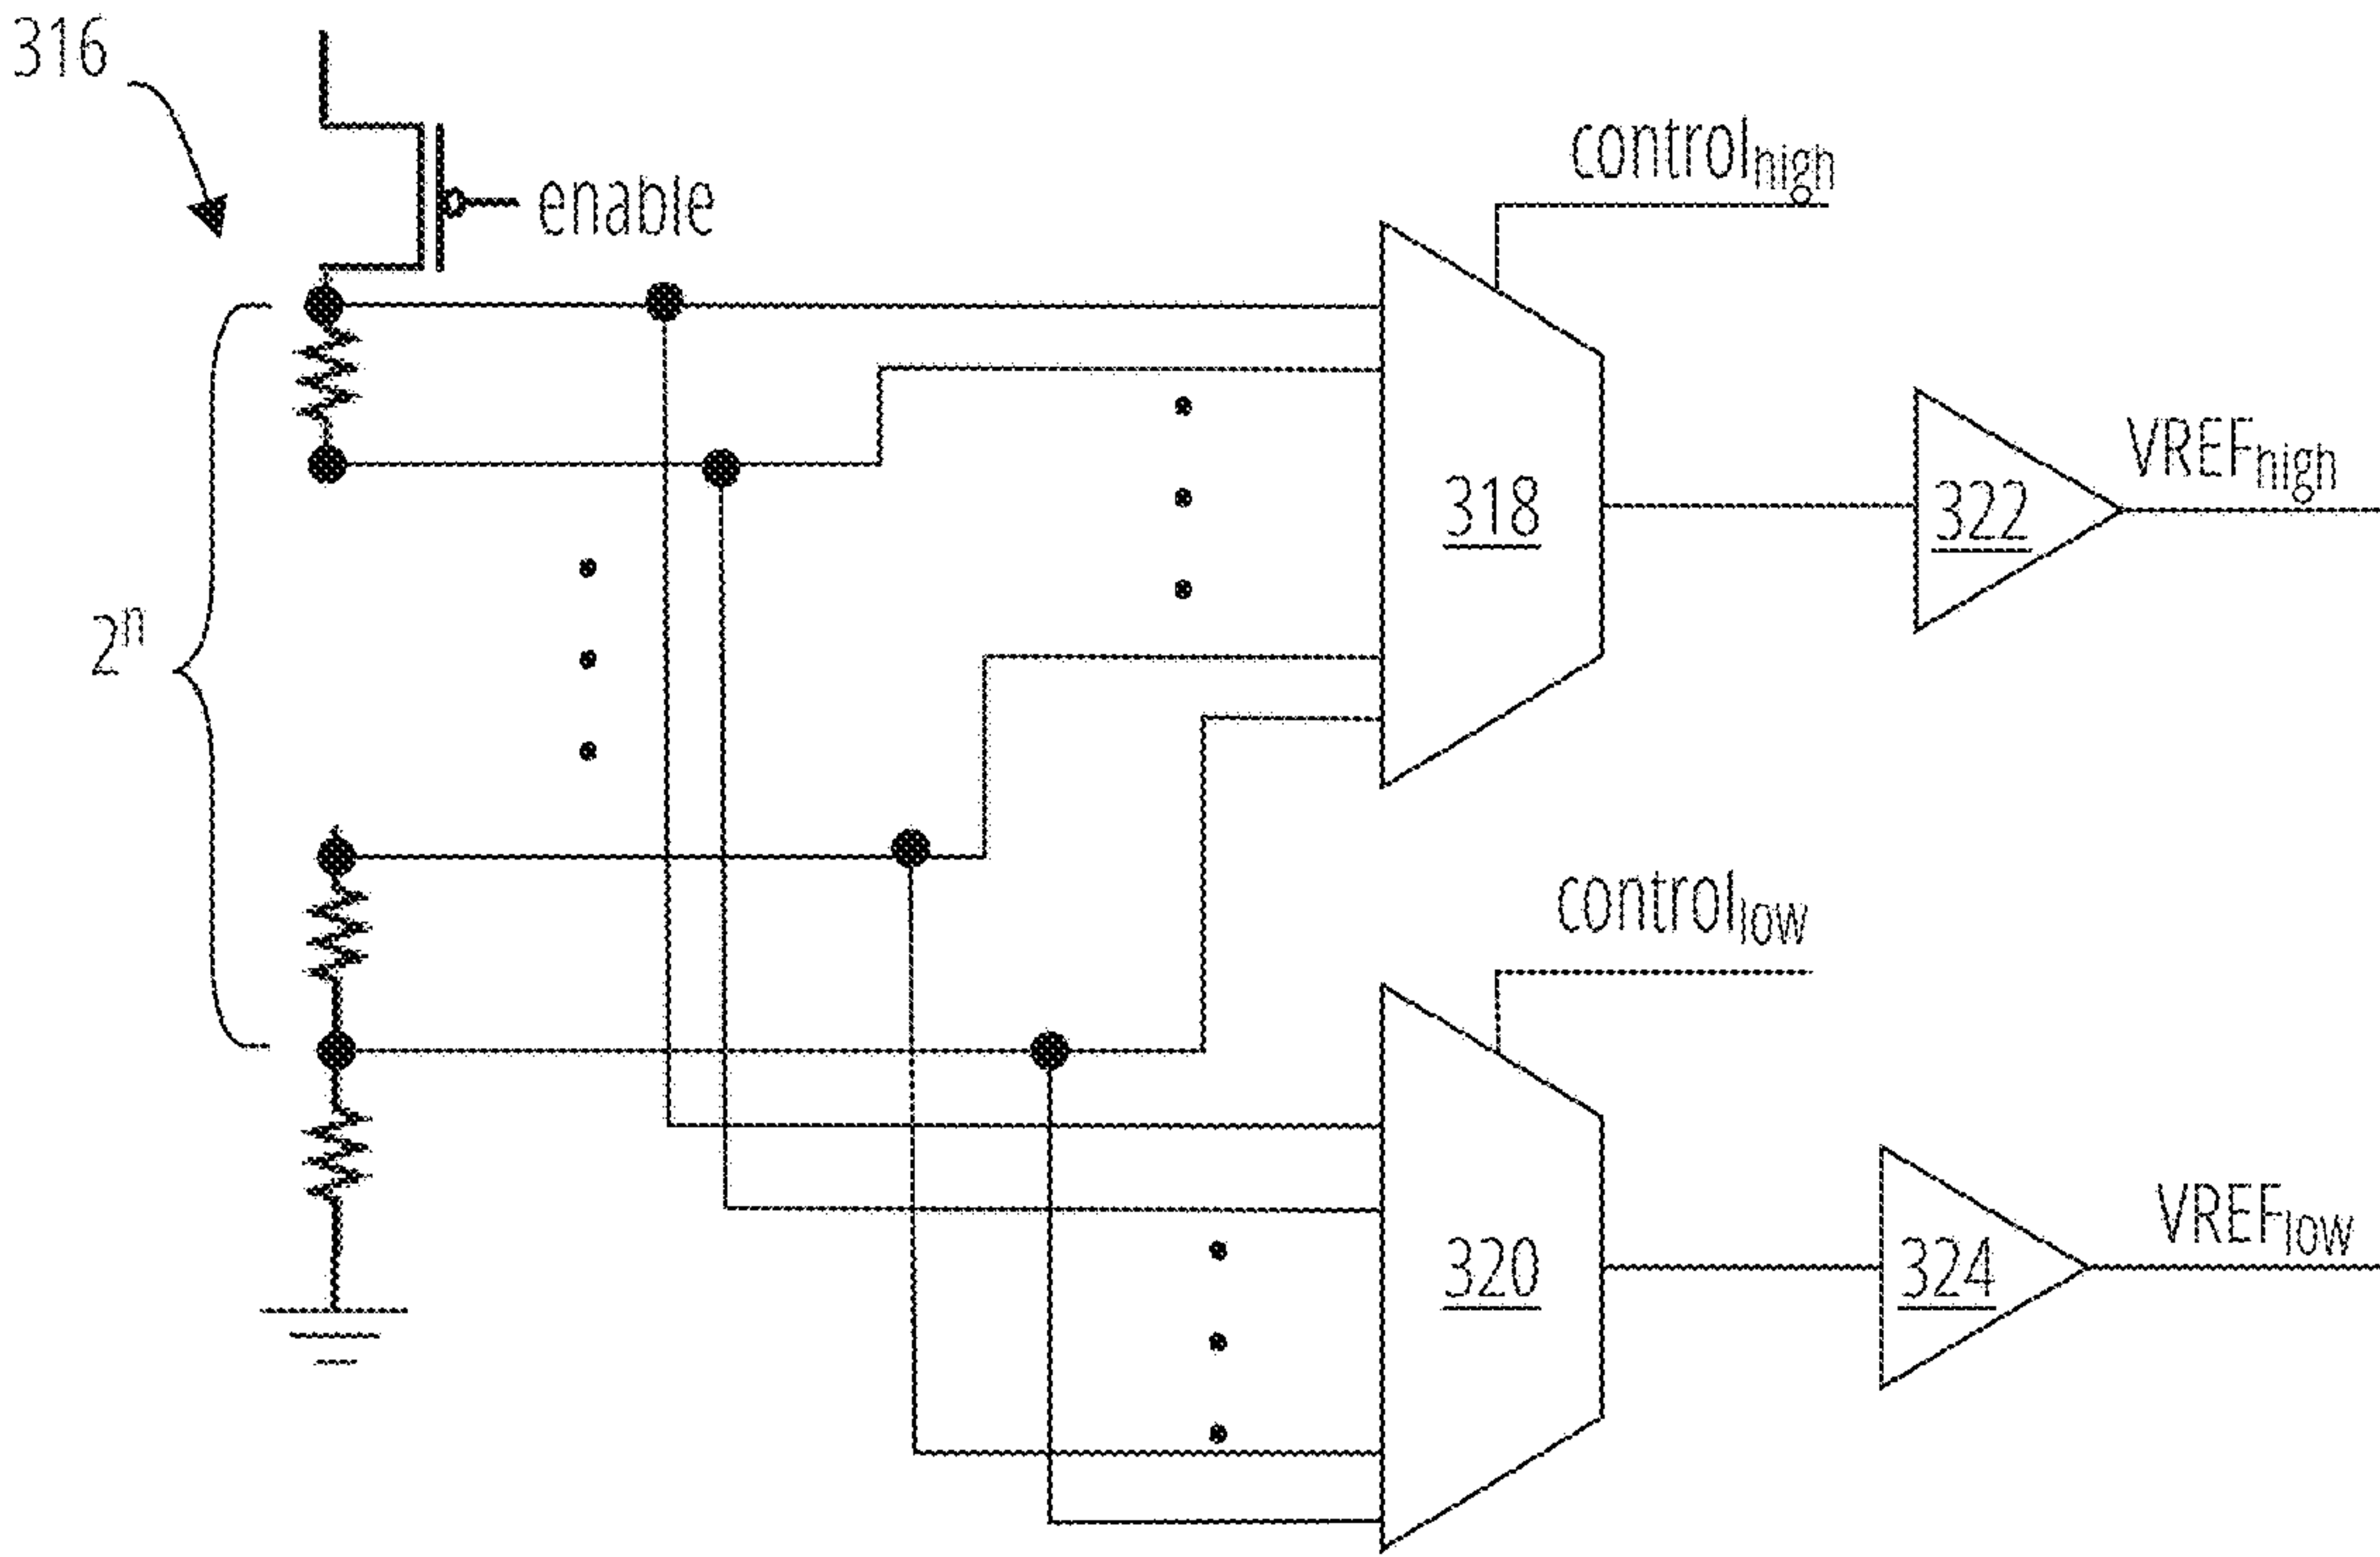 316
control_high
enable
VREF_high
318
322
2^n
control_low
VREF_low
320
324